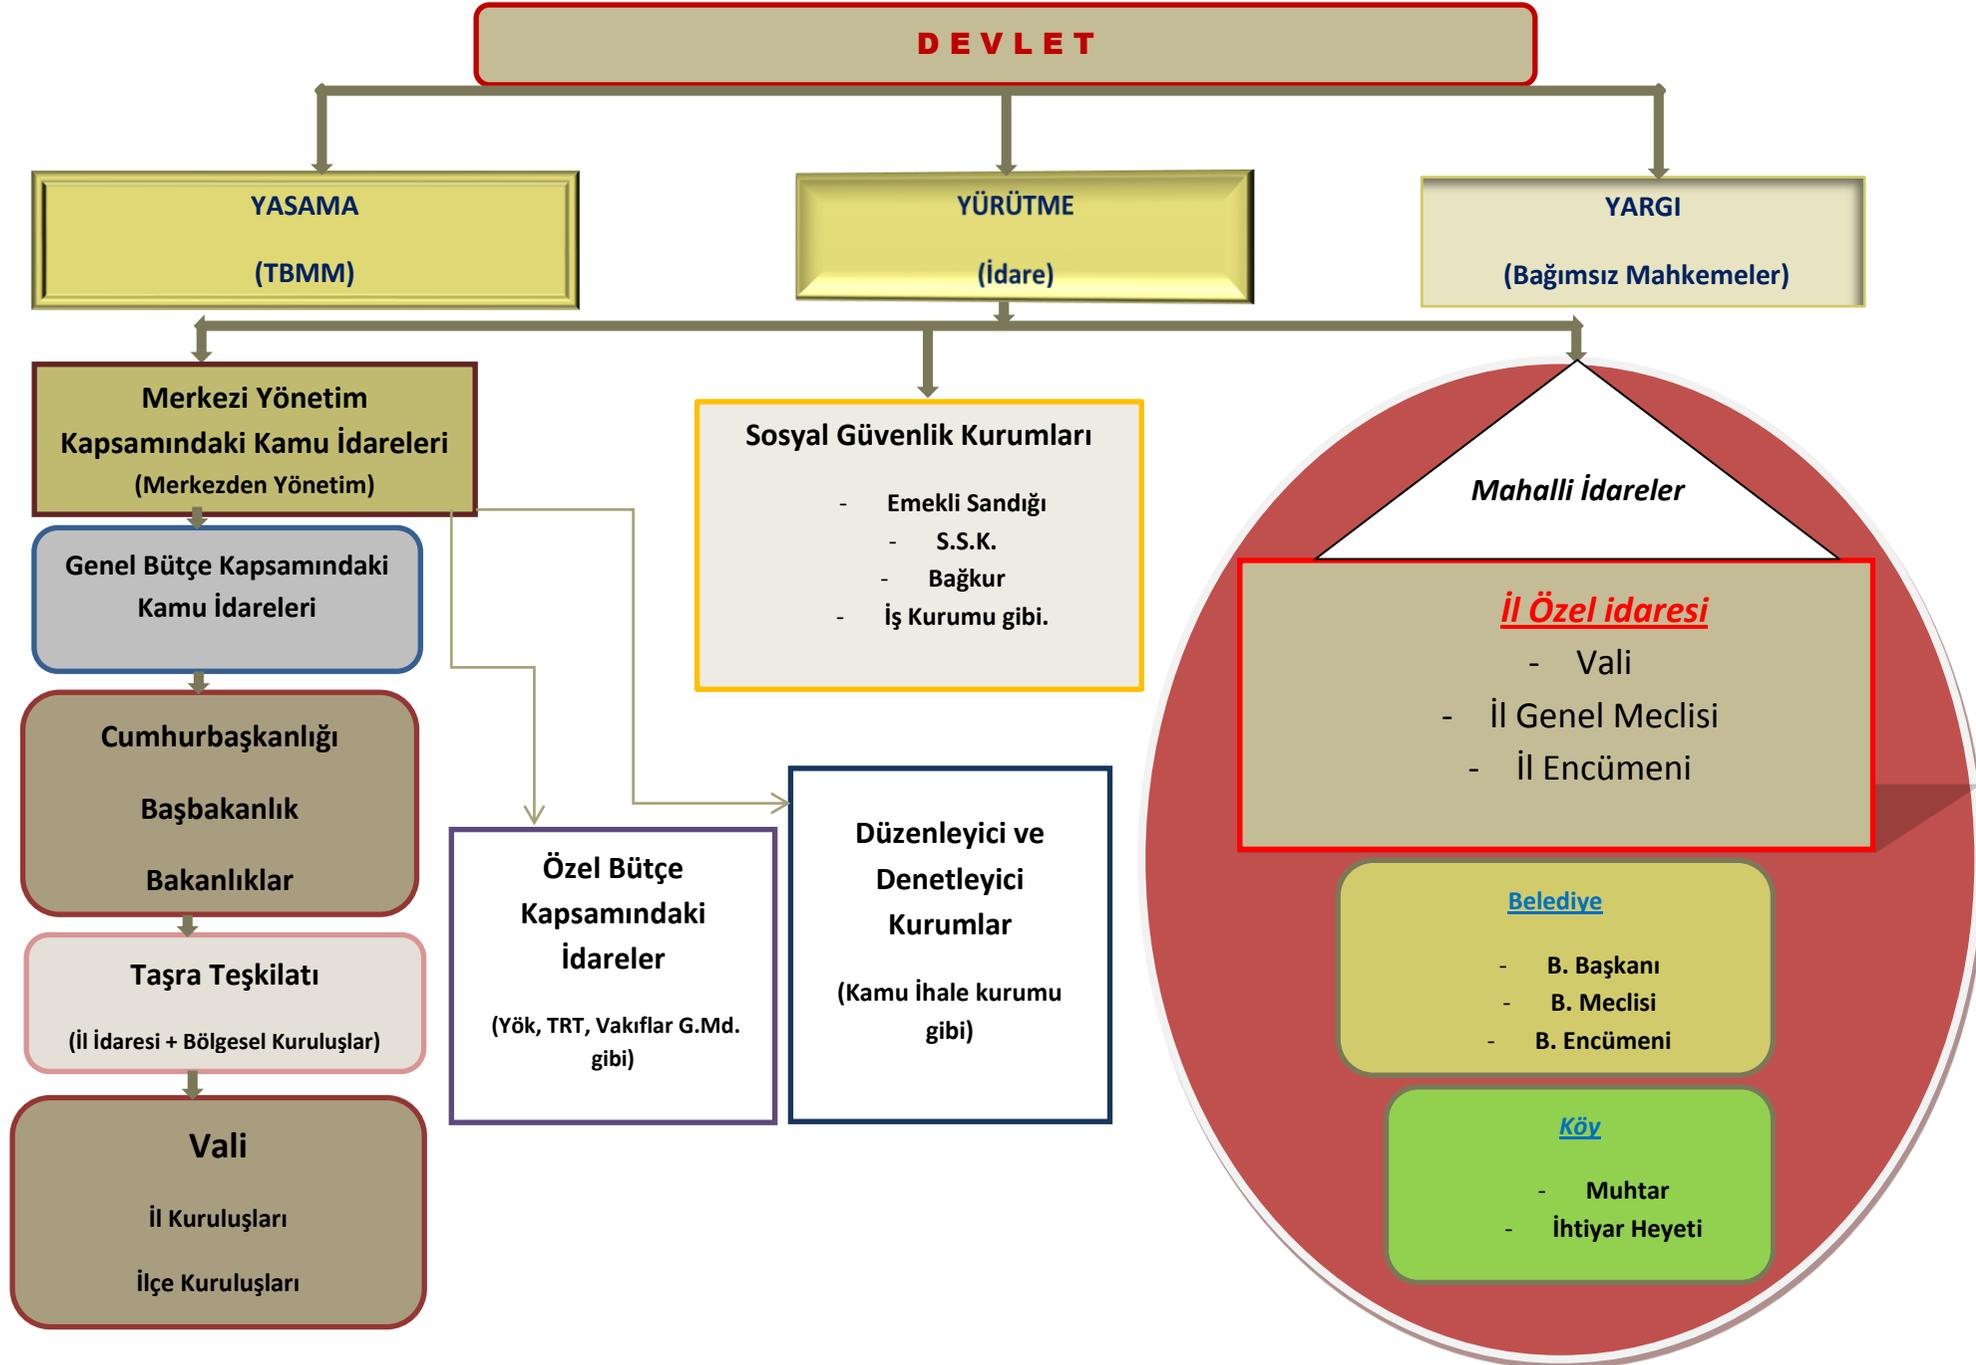 D E V L E T
YASAMA
(TBMM)
YÜRÜTME
(İdare)
YARGI
(Bağımsız Mahkemeler)
Merkezi Yönetim
Kapsamındaki Kamu İdareleri
(Merkezden Yönetim)
Genel Bütçe Kapsamındaki
Kamu İdareleri
Cumhurbaşkanlığı
Başbakanlık
Bakanlıklar
Taşra Teşkilatı
(İl İdaresi + Bölgesel Kuruluşlar)
Vali
İl Kuruluşları
İlçe Kuruluşları
Özel Bütçe
Kapsamındaki
İdareler
(Yök, TRT, Vakıflar G.Md.
gibi)
Düzenleyici ve
Denetleyici
Kurumlar
(Kamu İhale kurumu
gibi)
Sosyal Güvenlik Kurumları
- Emekli Sandığı
- S.S.K.
- Bağkur
- İş Kurumu gibi.
Mahalli İdareler
İl Özel idaresi
- Vali
- İl Genel Meclisi
- İl Encümeni
Belediye
- B. Başkanı
- B. Meclisi
- B. Encümeni
Köy
- Muhtar
- İhtiyar Heyeti